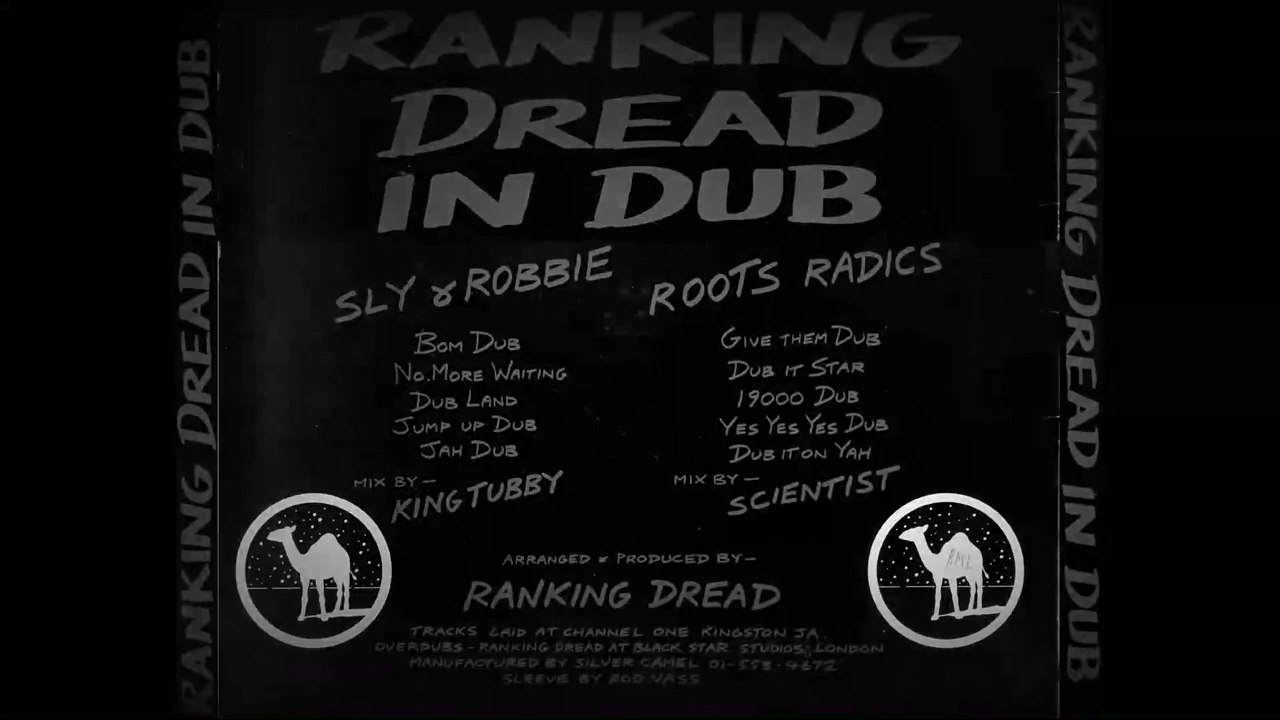 RANKING
DREAD
IN DUB
RANKING DREAD IN DUB
RANKING DREAD IN DUB
SLY & ROBBIE
BOM DUB
NO.MORE WAITING
DUB LAND
JUMP UP DUB
JAH DUB
MIX BY—
KING TUBBY
ROOTS RADICS
GIVE THEM DUB
DUB IT STAR
19000 DUB
YES YES YES DUB
DUB IT ON YAH
MIX BY—
SCIENTIST
RML
ARRANGED & PRODUCED BY—
RANKING DREAD
TRACKS LAID AT CHANNEL ONE KINGSTON JA.
OVERDUBS - RANKING DREAD AT BLACK STAR STUDIOS, LONDON
MANUFACTURED BY SILVER CAMEL 01-558-4672
SLEEVE BY ROD VASS